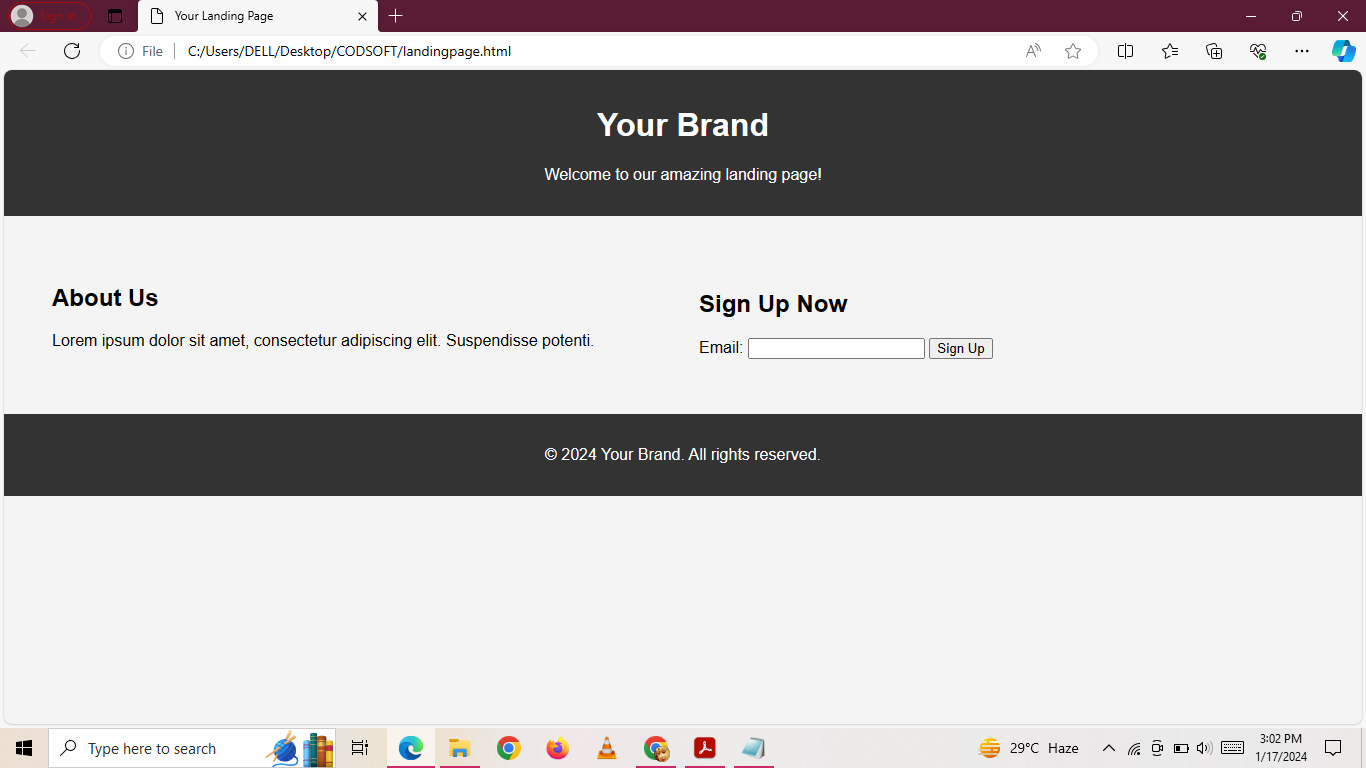 Sign in
Your Landing Page
File
C:/Users/DELL/Desktop/CODSOFT/landingpage.html
Your Brand
Welcome to our amazing landing page!
About Us
Lorem ipsum dolor sit amet, consectetur adipiscing elit. Suspendisse potenti.
Sign Up Now
Email:
Sign Up
© 2024 Your Brand. All rights reserved.
Type here to search
29°C Haze
3:02 PM
1/17/2024